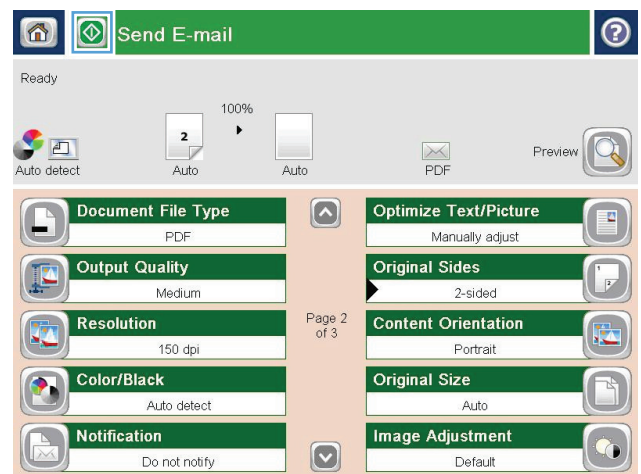 Send E-mail
?
Ready
100%
2
Auto detect
Auto
Auto
PDF
Preview
Document File Type
PDF
Output Quality
Medium
Resolution
150 dpi
Color/Black
Auto detect
Notification
Do not notify
Page 2
of 3
Optimize Text/Picture
Manually adjust
Original Sides
2-sided
1
2
Content Orientation
Portrait
Original Size
Auto
Image Adjustment
Default